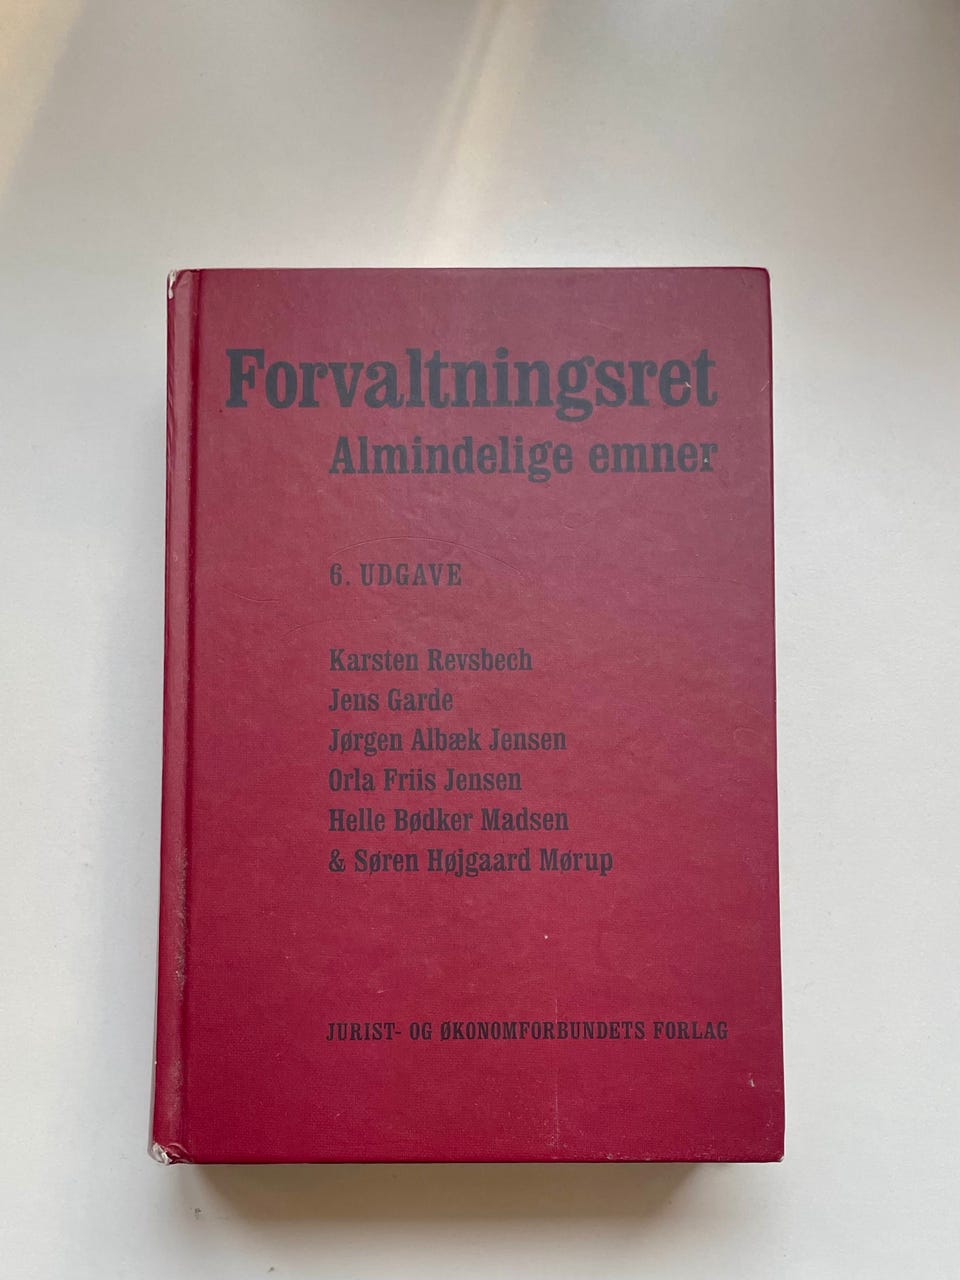 Forvaltningsret
Almindelige emner
6. UDGAVE
Karsten Revsbech
Jens Garde
Jørgen Albæk Jensen
Orla Friis Jensen
Helle Bødker Madsen
& Søren Højgaard Mørup
JURIST- OG ØKONOMFORBUNDETS FORLAG